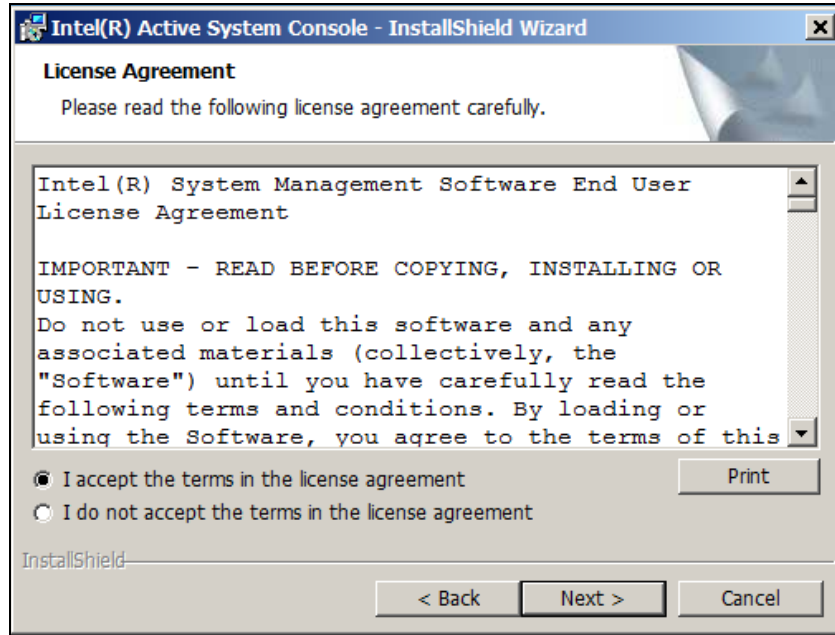 Intel(R) Active System Console - InstallShield Wizard
License Agreement
Please read the following license agreement carefully.
Intel(R) System Management Software End User
License Agreement
IMPORTANT - READ BEFORE COPYING, INSTALLING OR
USING.
Do not use or load this software and any
associated materials (collectively, the
"Software") until you have carefully read the
following terms and conditions. By loading or
using the Software, you agree to the terms of this
I accept the terms in the license agreement
Print
I do not accept the terms in the license agreement
InstallShield
< Back
Next >
Cancel